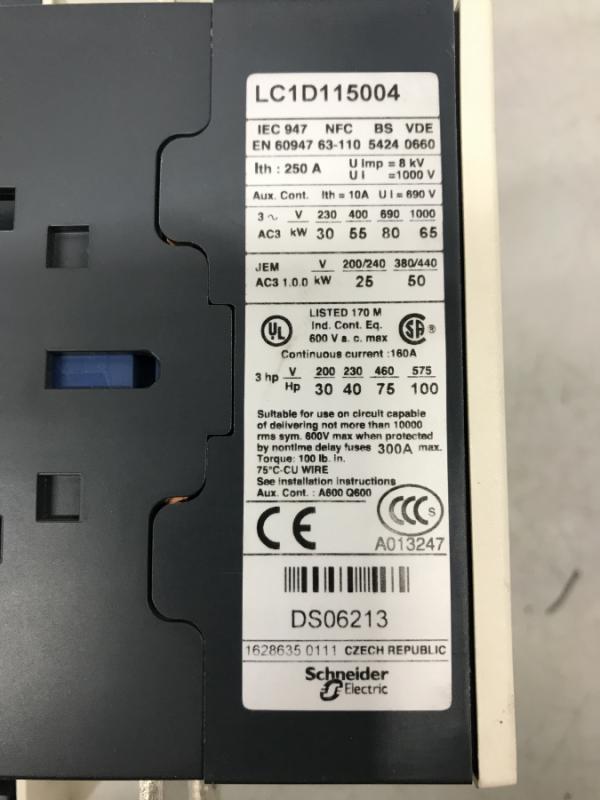 LC1D115004
IEC 947 NFC BS VDE
EN 60947 63-110 5424 0660
Ith : 250 A U Imp = 8 kV
U I =1000 V
Aux. Cont. Ith = 10A U I = 690 V
3 ~ V 230 400 690 1000
AC3 kW 30 55 80 65
JEM V 200/240 380/440
AC3 1.0.0 kW 25 50
LISTED 170 M
Ind. Cont. Eq.
600 V a. c. max
UL SA ®
Continuous current :160A
3 hp V 200 230 460 575
Hp 30 40 75 100
Suitable for use on circuit capable
of delivering not more than 10000
rms sym. 600V max when protected
by nontime delay fuses 300A max.
Torque: 100 lb. in.
75°C-CU WIRE
See installation instructions
Aux. Cont. : A600 Q600
CE CCC S
A013247
DS06213
1628635 0111 CZECH REPUBLIC
Schneider
Electric